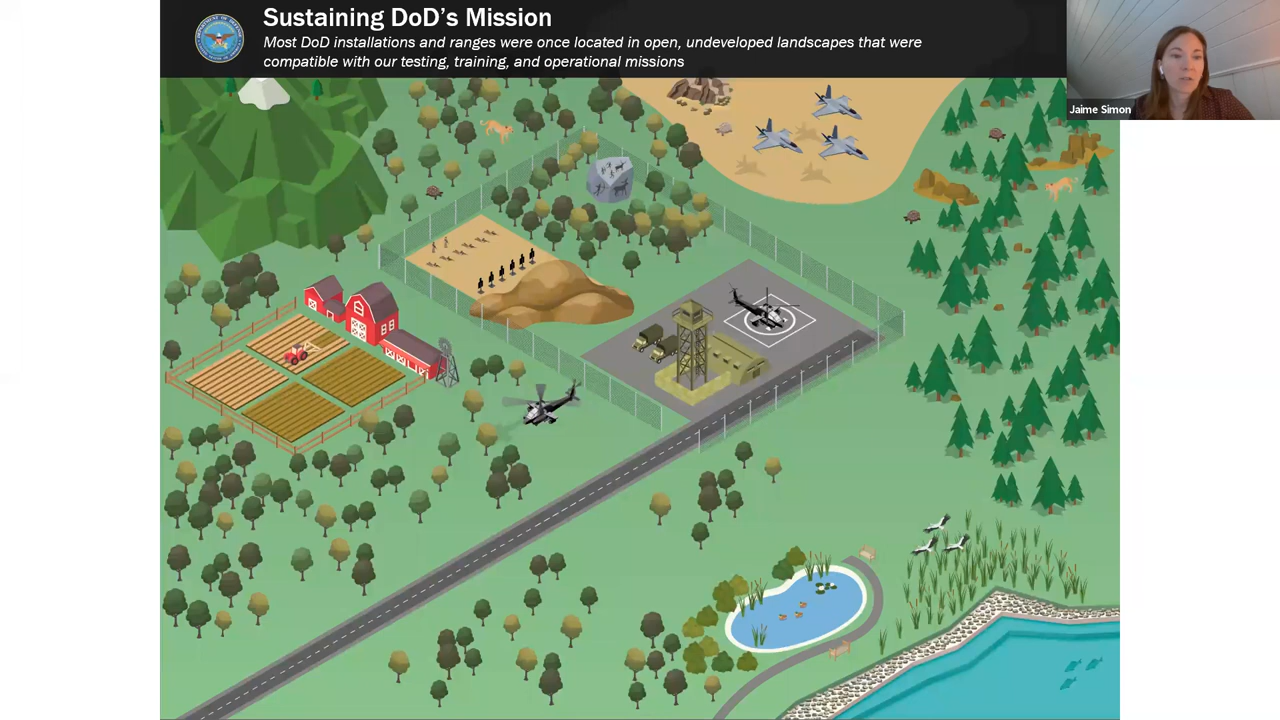 Sustaining DoD's Mission
Most DoD installations and ranges were once located in open, undeveloped landscapes that were
compatible with our testing, training, and operational missions
Jaime Simon